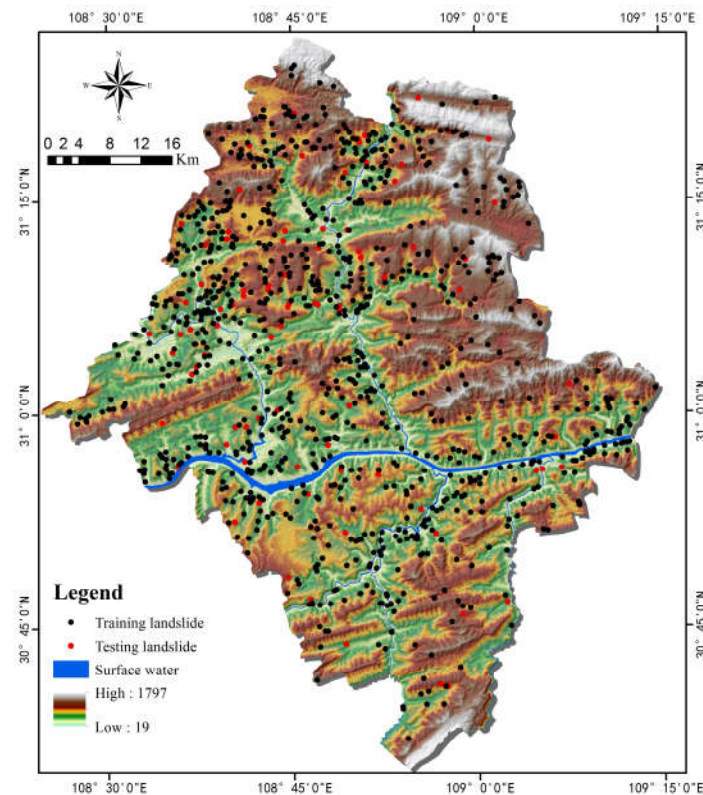 108° 30′0″E 108° 45′0″E 109° 0′0″E 109° 15′0″E
N
W E
S
0 2 4 8 12 16
Km
31° 15′0″N 31° 15′0″N
31° 0′0″N 31° 0′0″N
30° 45′0″N 30° 45′0″N
Legend
Training landslide
Testing landslide
Surface water
High : 1797
Low : 19
108° 30′0″E 108° 45′0″E 109° 0′0″E 109° 15′0″E